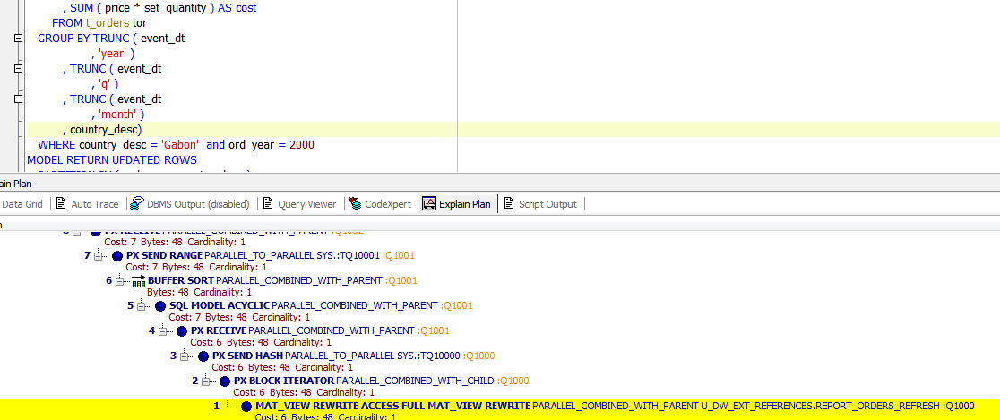 , SUM ( price * set_quantity ) AS cost
FROM t_orders tor
GROUP BY TRUNC ( event_dt
, 'year' )
, TRUNC ( event_dt
, 'q' )
, TRUNC ( event_dt
, 'month' )
, country_desc)
WHERE country_desc = 'Gabon' and ord_year = 2000
MODEL RETURN UPDATED ROWS
ain Plan
Data Grid Auto Trace DBMS Output (disabled) Query Viewer CodeXpert Explain Plan Script Output
n
PX RECEIVE PARALLEL_COMBINED_WITH_PARENT :Q1002
Cost: 7 Bytes: 48 Cardinality: 1
7 PX SEND RANGE PARALLEL_TO_PARALLEL SYS.:TQ10001 :Q1001
Cost: 7 Bytes: 48 Cardinality: 1
6 BUFFER SORT PARALLEL_COMBINED_WITH_PARENT :Q1001
Bytes: 48 Cardinality: 1
5 SQL MODEL ACYCLIC PARALLEL_COMBINED_WITH_PARENT :Q1001
Cost: 7 Bytes: 48 Cardinality: 1
4 PX RECEIVE PARALLEL_COMBINED_WITH_PARENT :Q1001
Cost: 6 Bytes: 48 Cardinality: 1
3 PX SEND HASH PARALLEL_TO_PARALLEL SYS.:TQ10000 :Q1000
Cost: 6 Bytes: 48 Cardinality: 1
2 PX BLOCK ITERATOR PARALLEL_COMBINED_WITH_CHILD :Q1000
Cost: 6 Bytes: 48 Cardinality: 1
1 MAT_VIEW REWRITE ACCESS FULL MAT_VIEW REWRITE PARALLEL_COMBINED_WITH_PARENT U_DW_EXT_REFERENCES.REPORT_ORDERS_REFRESH :Q1000
Cost: 6 Bytes: 48 Cardinality: 1